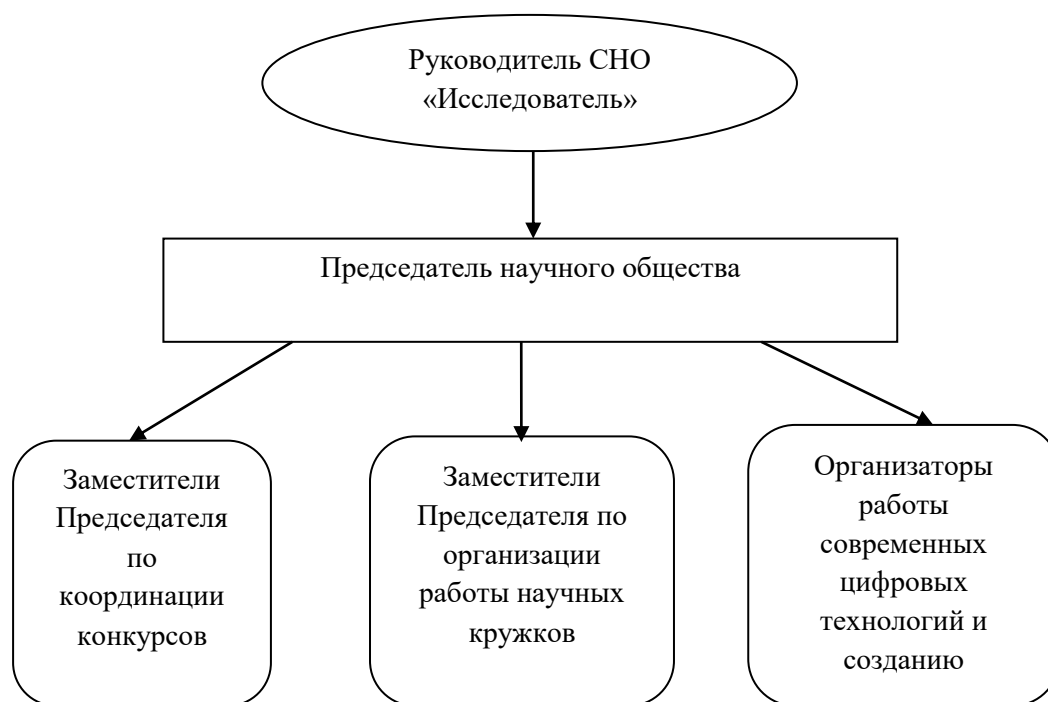 Руководитель СНО
«Исследователь»
Председатель научного общества
Заместители
Председателя
по
координации
конкурсов
Заместители
Председателя по
организации
работы научных
кружков
Организаторы
работы
современных
цифровых
технологий и
созданию